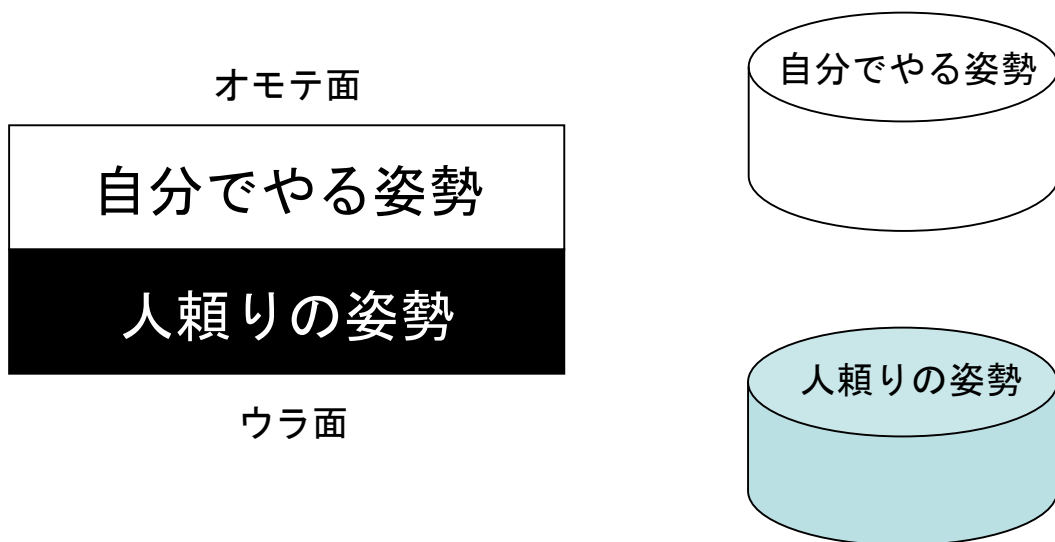 オモテ面
自分でやる姿勢
人頼りの姿勢
ウラ面
自分でやる姿勢
人頼りの姿勢